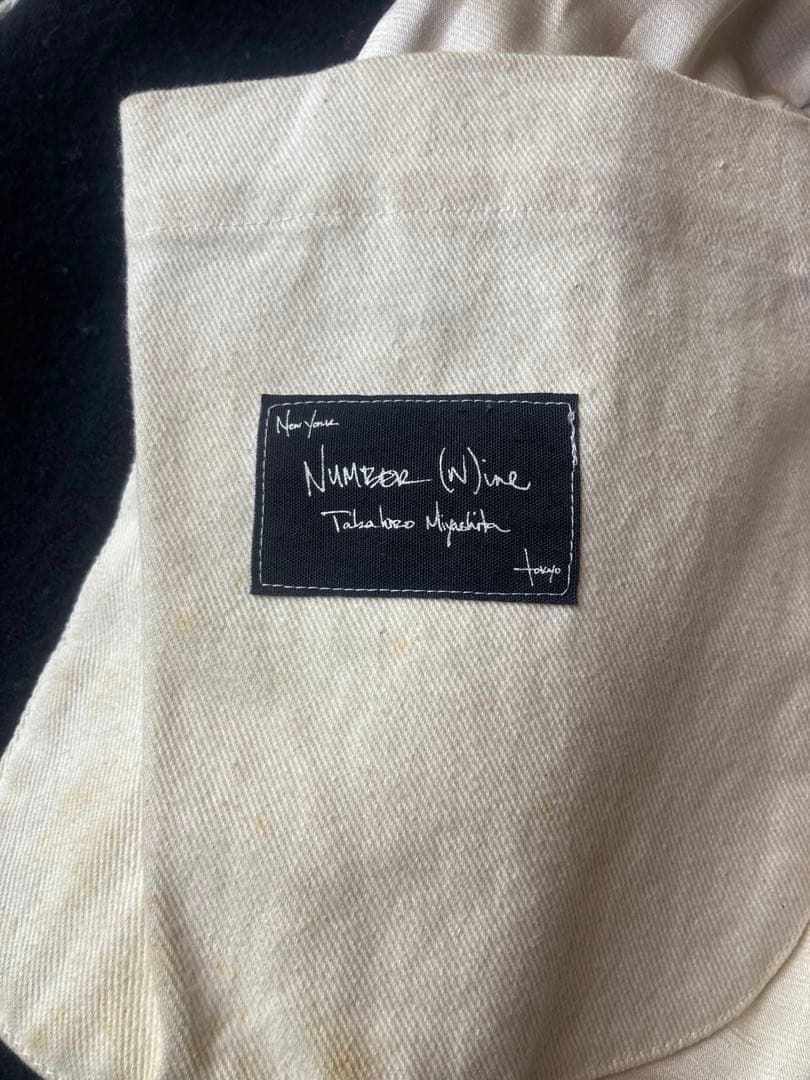 New York
NUMBER (N)ine
Takahiro Miyashita
tokyo